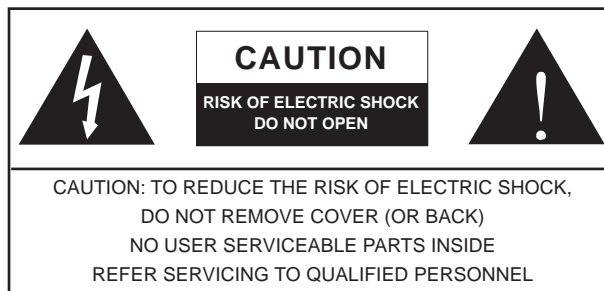 CAUTION
RISK OF ELECTRIC SHOCK
DO NOT OPEN
!
CAUTION: TO REDUCE THE RISK OF ELECTRIC SHOCK,
DO NOT REMOVE COVER (OR BACK)
NO USER SERVICEABLE PARTS INSIDE
REFER SERVICING TO QUALIFIED PERSONNEL